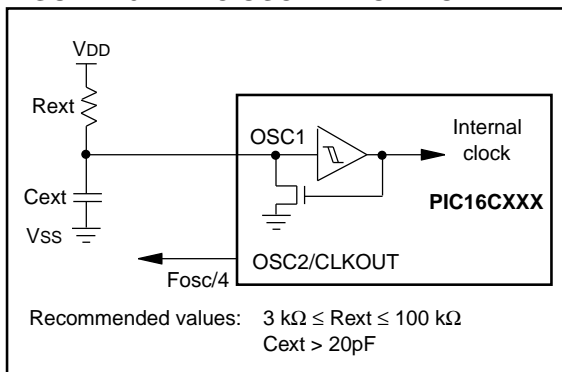 VDD
Rext
OSC1
Internal
clock
Cext
PIC16CXXX
VSS
OSC2/CLKOUT
Fosc/4
Recommended values: 3 kΩ ≤ Rext ≤ 100 kΩ
Cext > 20pF